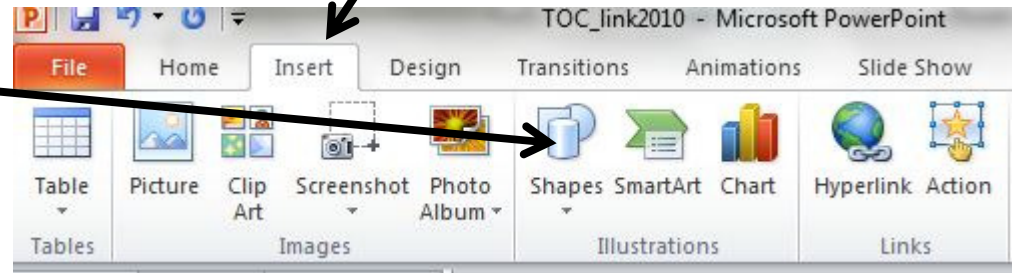 P TOC_link2010 - Microsoft PowerPoint
File Home Insert Design Transitions Animations Slide Show
Table Picture Clip Screenshot Photo Shapes SmartArt Chart Hyperlink Action
Art Album
Tables Images Illustrations Links